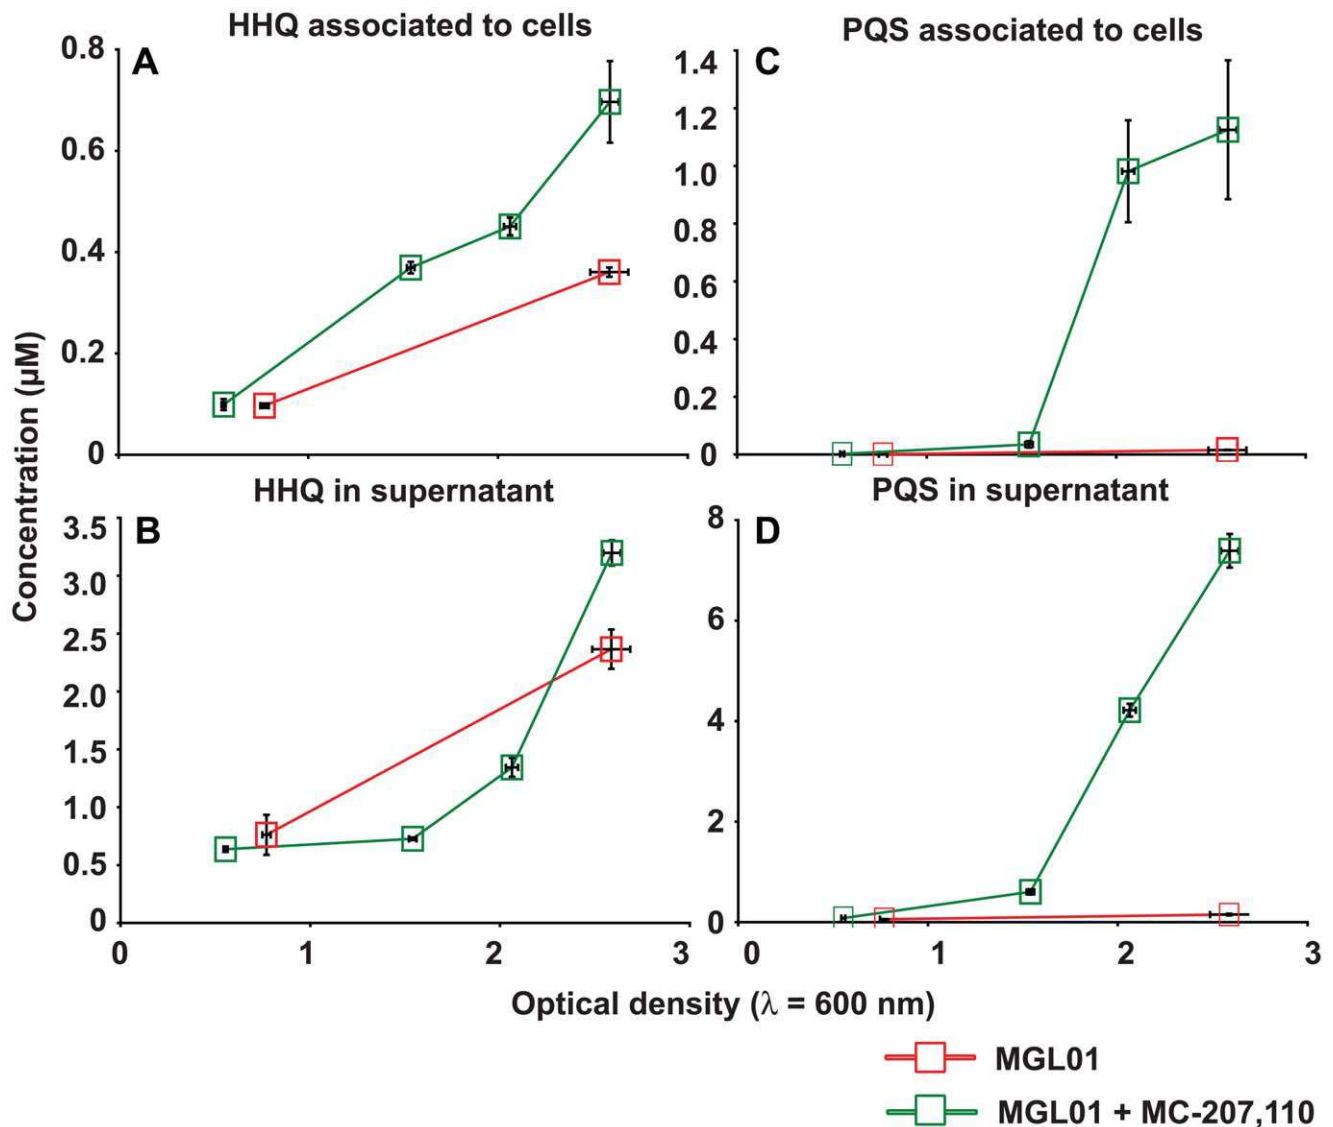 HHQ associated to cells
A
0.8
0.6
0.4
0.2
0
PQS associated to cells
C
1.4
1.2
1.0
0.8
0.6
0.4
0.2
0
Concentration (µM)
HHQ in supernatant
B
3.5
3.0
2.5
2.0
1.5
1.0
0.5
0
0 1 2 3
PQS in supernatant
D
8
6
4
2
0
0 1 2 3
Optical density (λ = 600 nm)
MGL01
MGL01 + MC-207,110